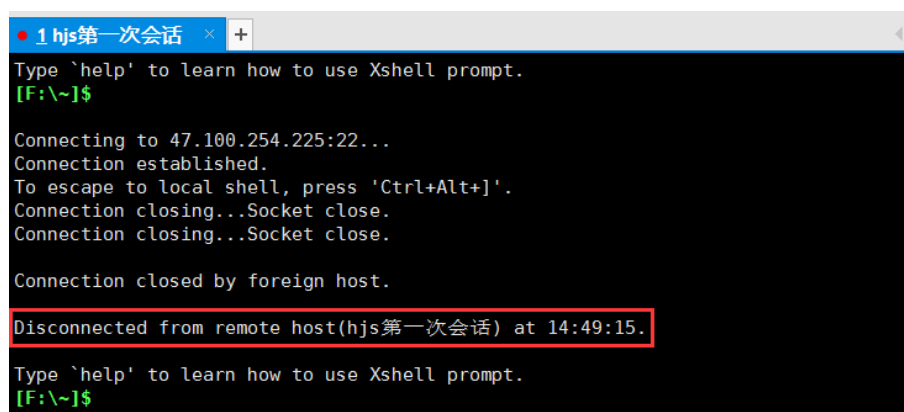 1 hjs第一次会话 × +
Type `help' to learn how to use Xshell prompt.
[F:\~]$
Connecting to 47.100.254.225:22...
Connection established.
To escape to local shell, press 'Ctrl+Alt+]'.
Connection closing...Socket close.
Connection closing...Socket close.
Connection closed by foreign host.
Disconnected from remote host(hjs第一次会话) at 14:49:15.
Type `help' to learn how to use Xshell prompt.
[F:\~]$